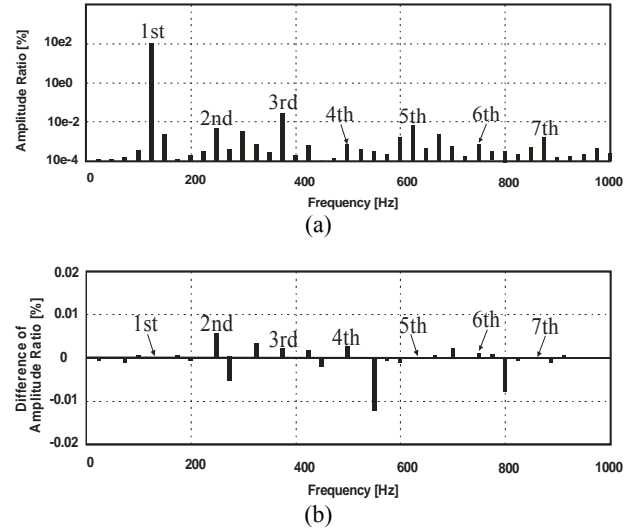 (a)
Amplitude Ratio [%]
10e2
10e0
10e-2
10e-4
1st
2nd
3rd
4th
5th
6th
7th
0 200 400 600 800 1000
Frequency [Hz]
(a)
Difference of
Amplitude Ratio [%]
0.02
0.01
0
-0.01
-0.02
1st
2nd
3rd
4th
5th
6th
7th
0 200 400 600 800 1000
Frequency [Hz]
(b)